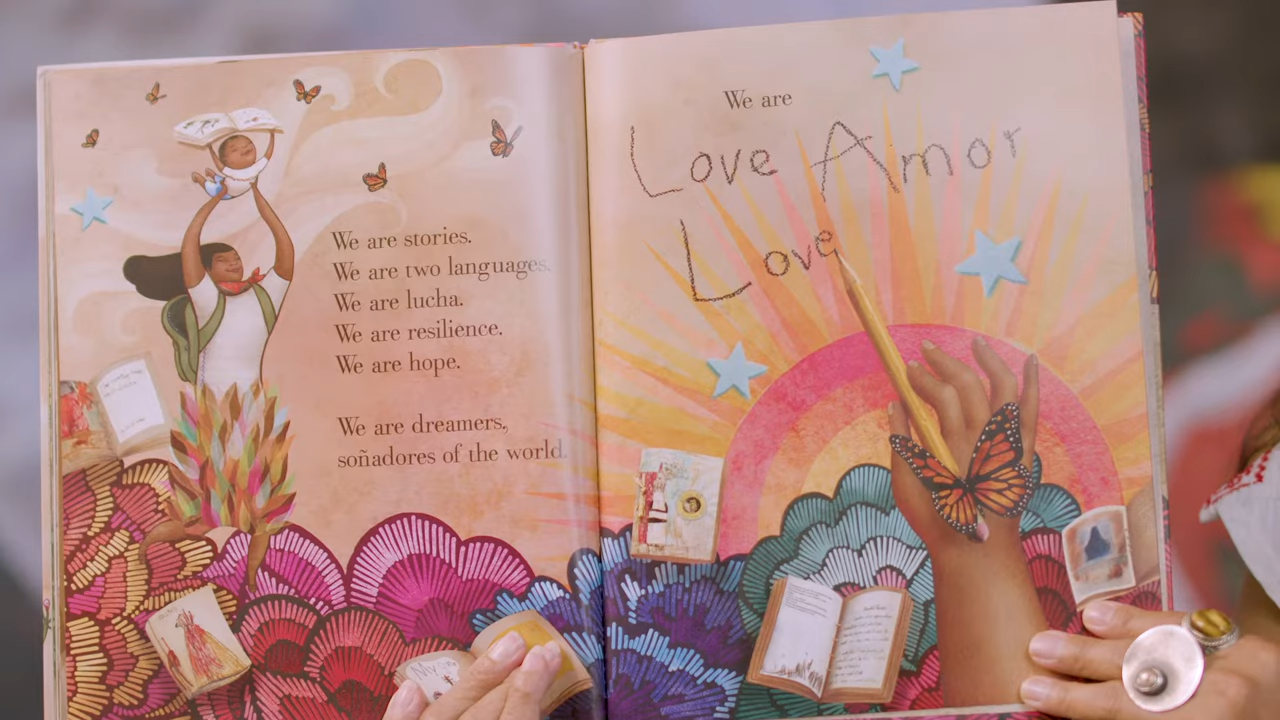 We are stories.
We are two languages.
We are lucha.
We are resilience.
We are hope.
We are dreamers,
soñadores of the world.
We are
Love Amor
Love
My